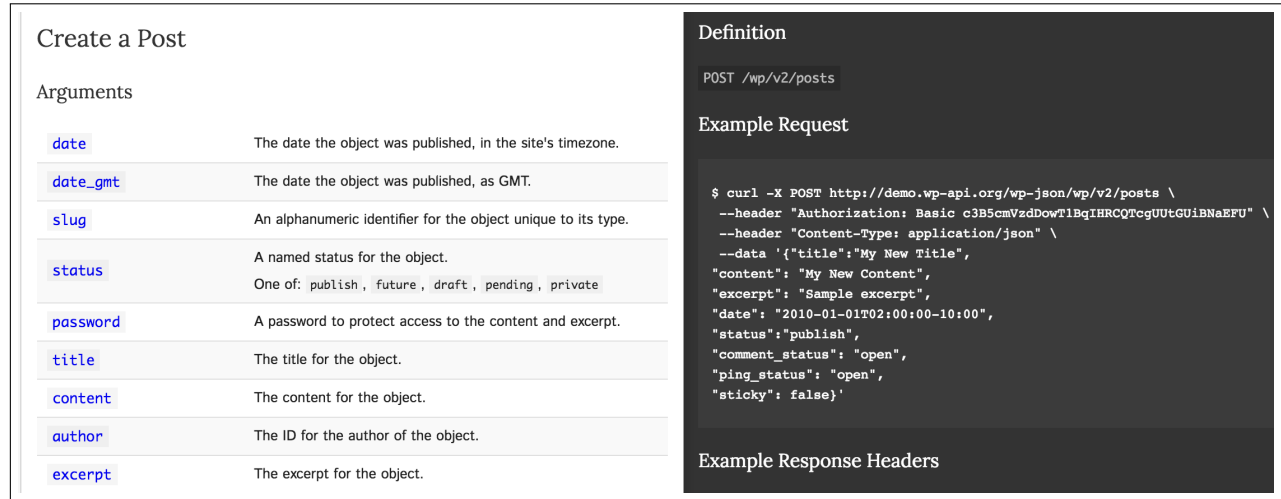 Create a Post
Arguments
date The date the object was published, in the site's timezone.
date_gmt The date the object was published, as GMT.
slug An alphanumeric identifier for the object unique to its type.
status A named status for the object.
One of: publish , future , draft , pending , private
password A password to protect access to the content and excerpt.
title The title for the object.
content The content for the object.
author The ID for the author of the object.
excerpt The excerpt for the object.
Definition
POST /wp/v2/posts
Example Request
$ curl -X POST http://demo.wp-api.org/wp-json/wp/v2/posts \
--header "Authorization: Basic c3B5cmVzdDowT1BqIHRCQTcgUUtGUiBNaEFU" \
--header "Content-Type: application/json" \
--data '{"title":"My New Title",
"content": "My New Content",
"excerpt": "Sample excerpt",
"date": "2010-01-01T02:00:00-10:00",
"status":"publish",
"comment_status": "open",
"ping_status": "open",
"sticky": false}'
Example Response Headers